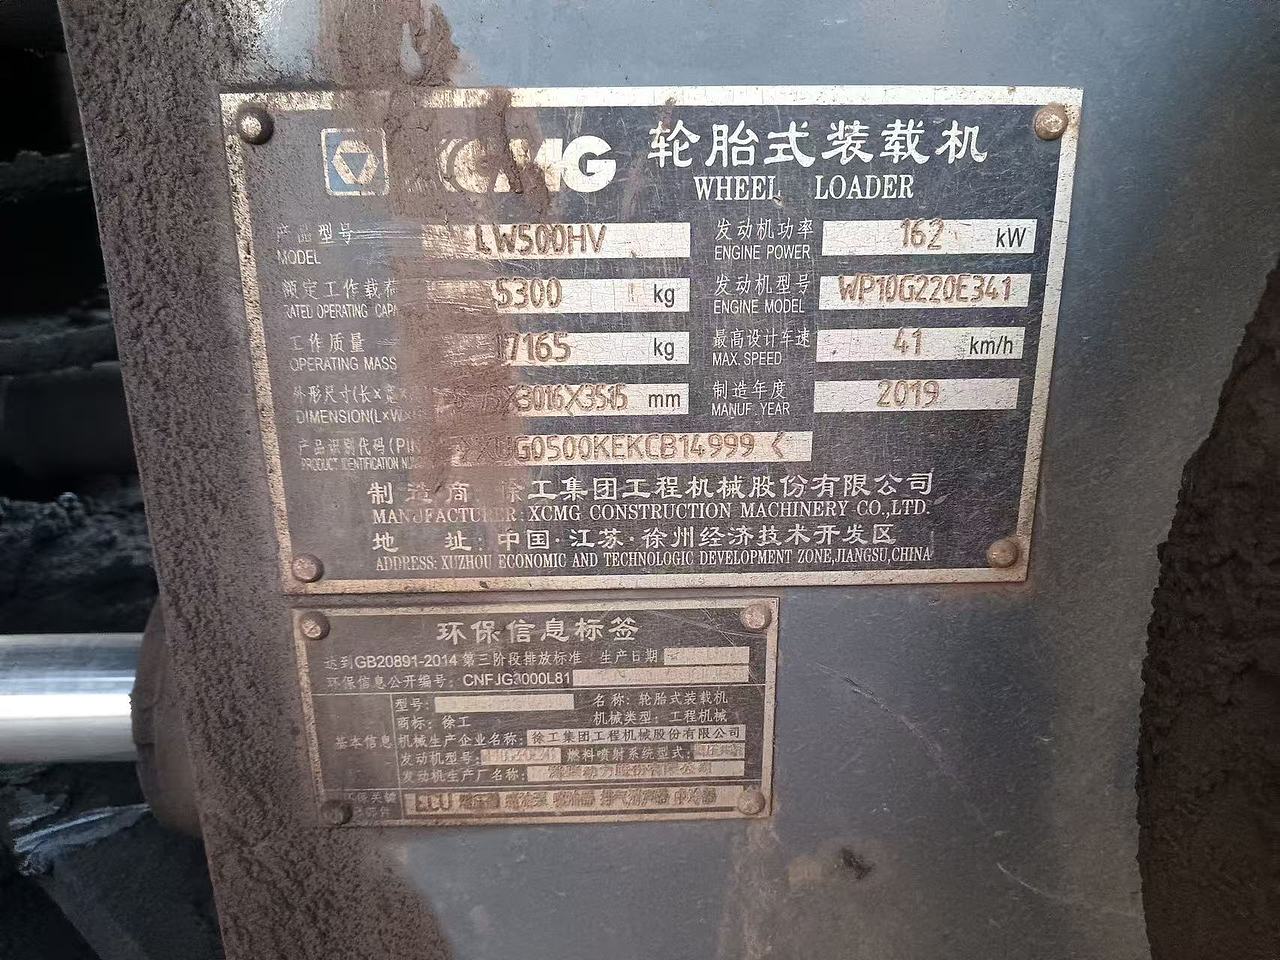 XCMG 轮胎式装载机
WHEEL LOADER
产品型号 LW500HV 发动机功率 162 kW
MODEL ENGINE POWER
额定工作载荷 5300 kg 发动机型号 WP10G220E341
RATED OPERATING CAP ENGINE MODEL
工作质量 17165 kg 最高设计车速 41 km/h
OPERATING MASS MAX. SPEED
外形尺寸(长×宽× X3016X3515 mm 制造年度 2019
DIMENSION(L×W× MANUF. YEAR
产品识别代码(PIN XUG0500KEKCB14999 <
PRODUCT IDENTIFICATION NUM
制造商:徐工集团工程机械股份有限公司
MANUFACTURER: XCMG CONSTRUCTION MACHINERY CO.,LTD.
地 址:中国·江苏·徐州经济技术开发区
ADDRESS: XUZHOU ECONOMIC AND TECHNOLOGIC DEVELOPMENT ZONE,JIANGSU,CHINA
环保信息标签
达到GB20891-2014 第三阶段排放标准 生产日期
环保信息公开编号: CNFJG3000L81
型号: 名称: 轮胎式装载机
商标: 徐工 机械类型: 工程机械
基本信息 机械生产企业名称: 徐工集团工程机械股份有限公司
发动机型号: 燃料喷射系统型式:
发动机生产厂名称:
ECU